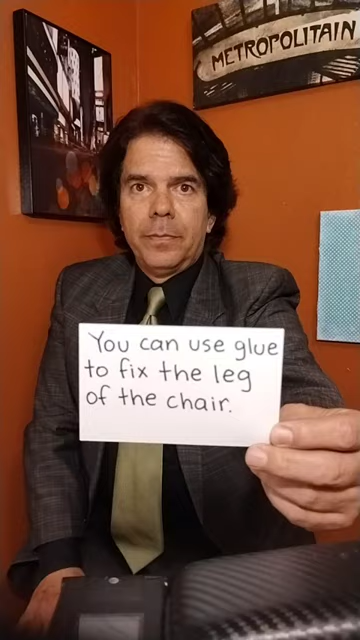 METROPOLITAIN
You can use glue
to fix the leg
of the chair.